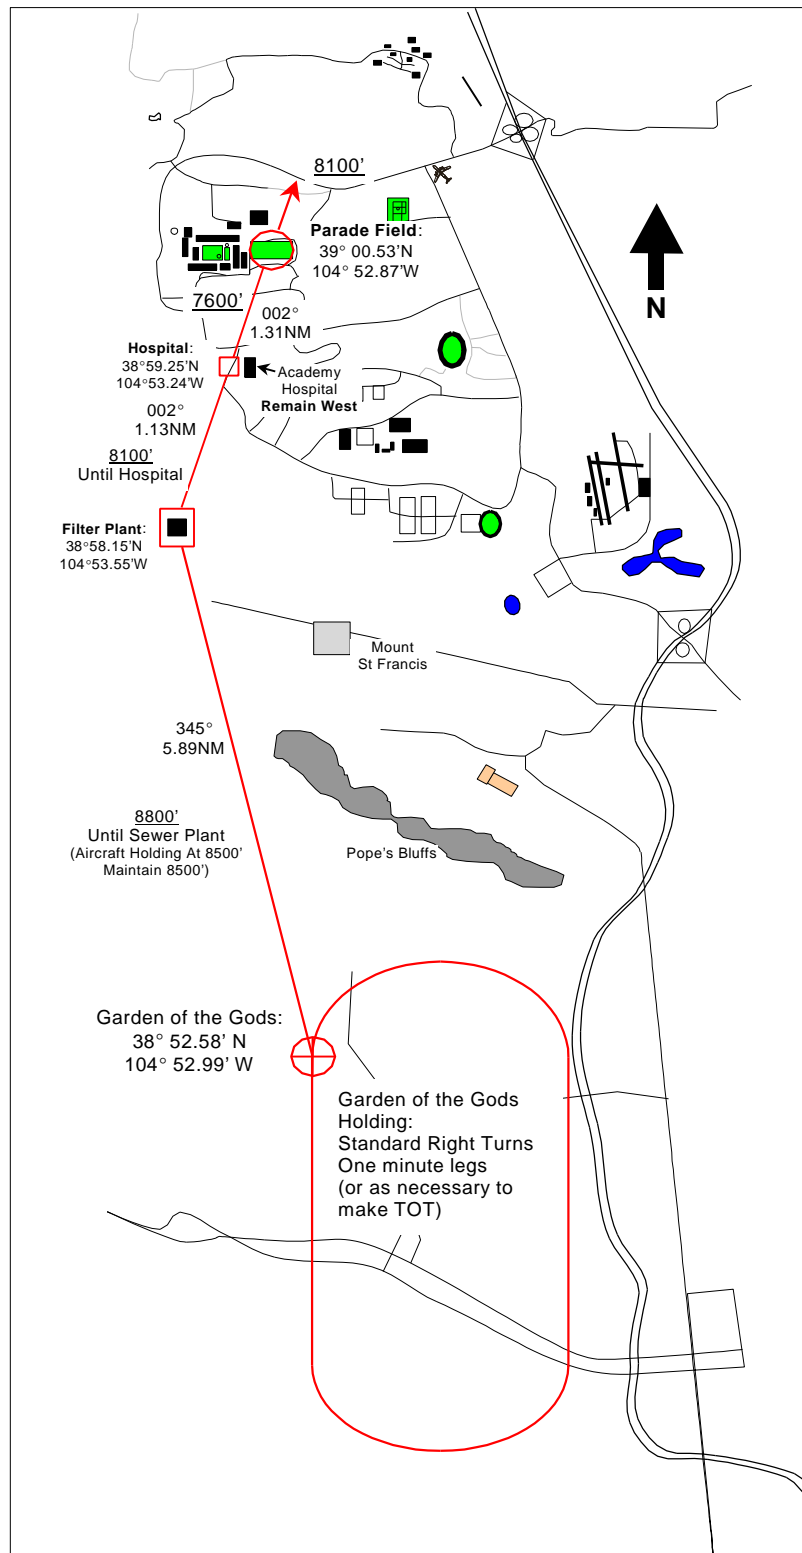 8100'
Parade Field:
39° 00.53'N
104° 52.87'W
N
7600'
002°
1.31NM
Hospital:
38°59.25'N
104°53.24'W
Academy
Hospital
Remain West
002°
1.13NM
8100'
Until Hospital
Filter Plant:
38°58.15'N
104°53.55'W
Mount
St Francis
345°
5.89NM
8800'
Until Sewer Plant
(Aircraft Holding At 8500'
Maintain 8500')
Pope's Bluffs
Garden of the Gods:
38° 52.58' N
104° 52.99' W
Garden of the Gods
Holding:
Standard Right Turns
One minute legs
(or as necessary to
make TOT)